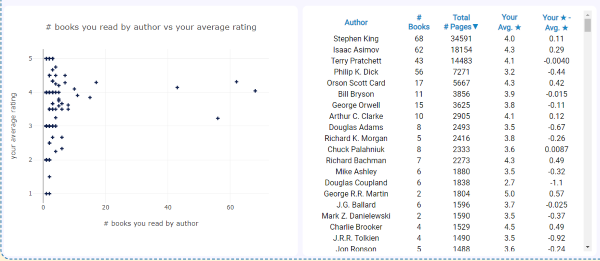 # books you read by author vs your average rating
5
4
3
2
1
your average rating
0
20
40
60
# books you read by author
Author # Books Total # Pages▼ Your Avg. ★ Your ★ - Avg. ★
Stephen King 68 34591 4.0 0.11
Isaac Asimov 62 18154 4.3 0.29
Terry Pratchett 43 14483 4.1 -0.0040
Philip K. Dick 56 7271 3.2 -0.44
Orson Scott Card 17 5667 4.3 0.42
Bill Bryson 11 3856 3.9 -0.015
George Orwell 15 3625 3.8 -0.11
Arthur C. Clarke 10 2905 4.1 0.12
Douglas Adams 8 2493 3.5 -0.67
Richard K. Morgan 5 2416 3.8 -0.26
Chuck Palahniuk 8 2333 3.6 0.0087
Richard Bachman 7 2273 4.3 0.49
Mike Ashley 6 1880 3.5 -0.32
Douglas Coupland 6 1838 2.7 -1.1
George R.R. Martin 2 1804 5.0 0.57
J.G. Ballard 6 1596 3.7 -0.025
Mark Z. Danielewski 2 1590 3.5 -0.37
Charlie Brooker 4 1529 4.5 0.49
J.R.R. Tolkien 4 1490 3.5 -0.92
Jon Ronson 5 1488 3.6 -0.24